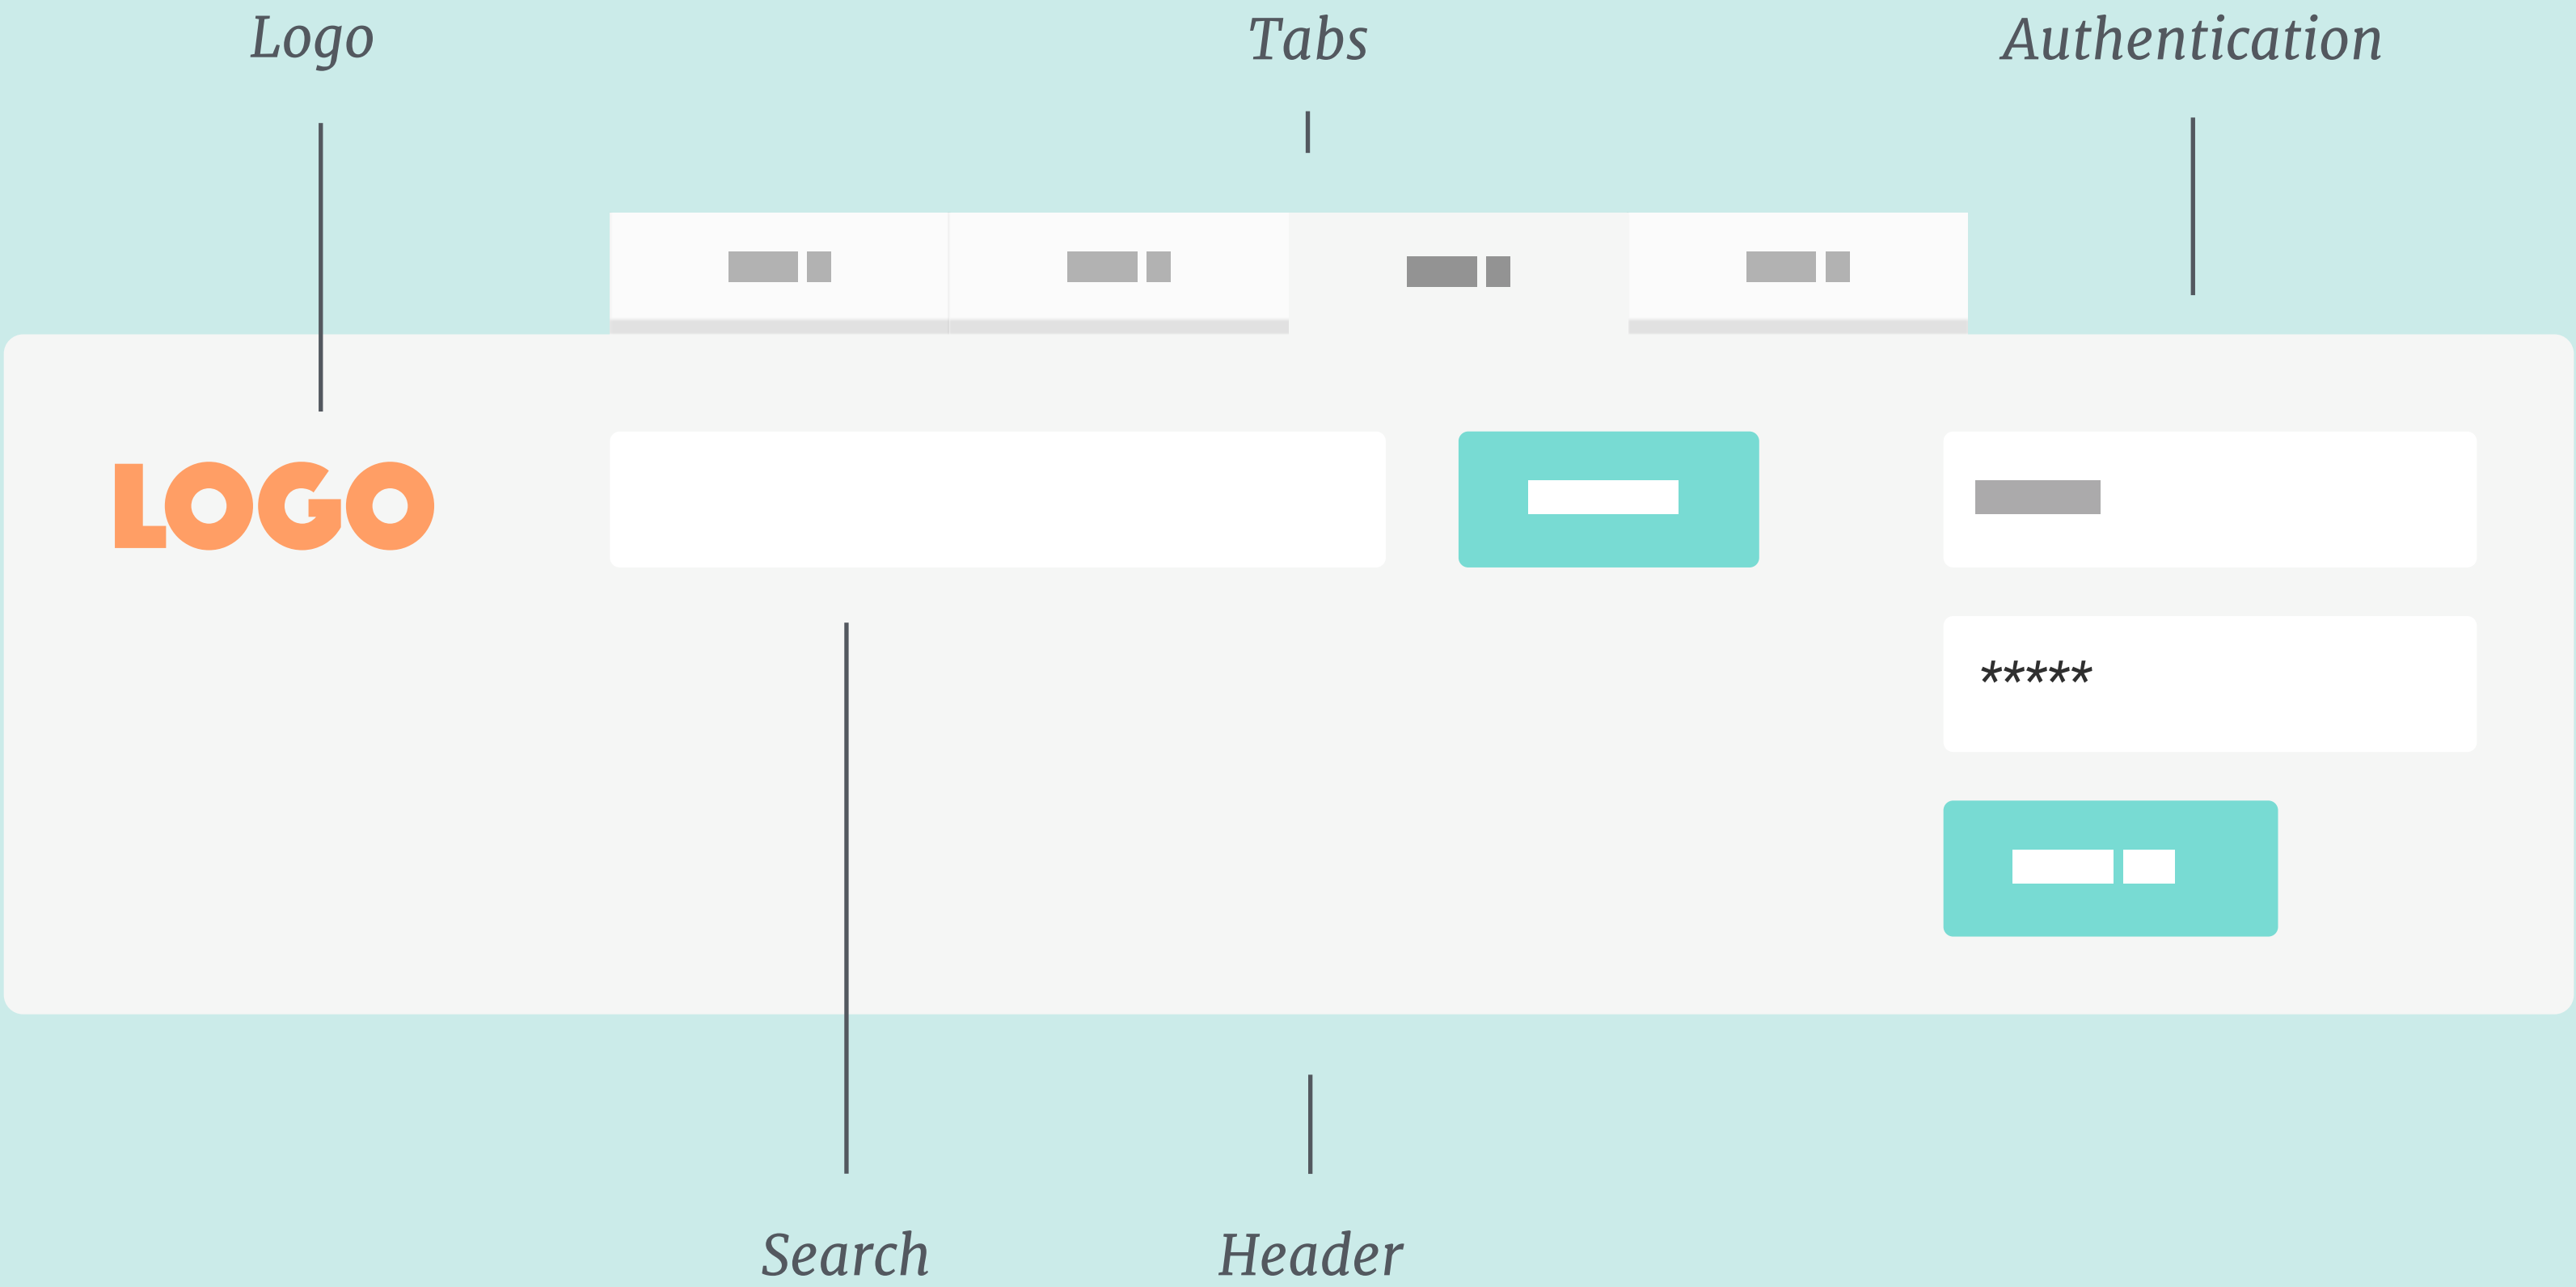 Logo
Tabs
Authentication
LOGO
*****
Search
Header